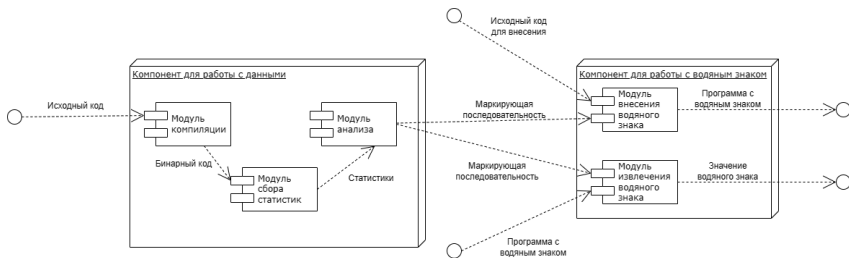 Исходный код
для внесения
Компонент для работы с данными
Компонент для работы с водяным знаком
Исходный код
Модуль
компиляции
Модуль
анализа
Маркирующая
последовательность
Модуль
внесения
водяного
знака
Программа с
водяным знаком
Бинарный код
Модуль
сбора
статистик
Статистики
Маркирующая
последовательность
Модуль
извлечения
водяного
знака
Значение
водяного знака
Программа с
водяным знаком